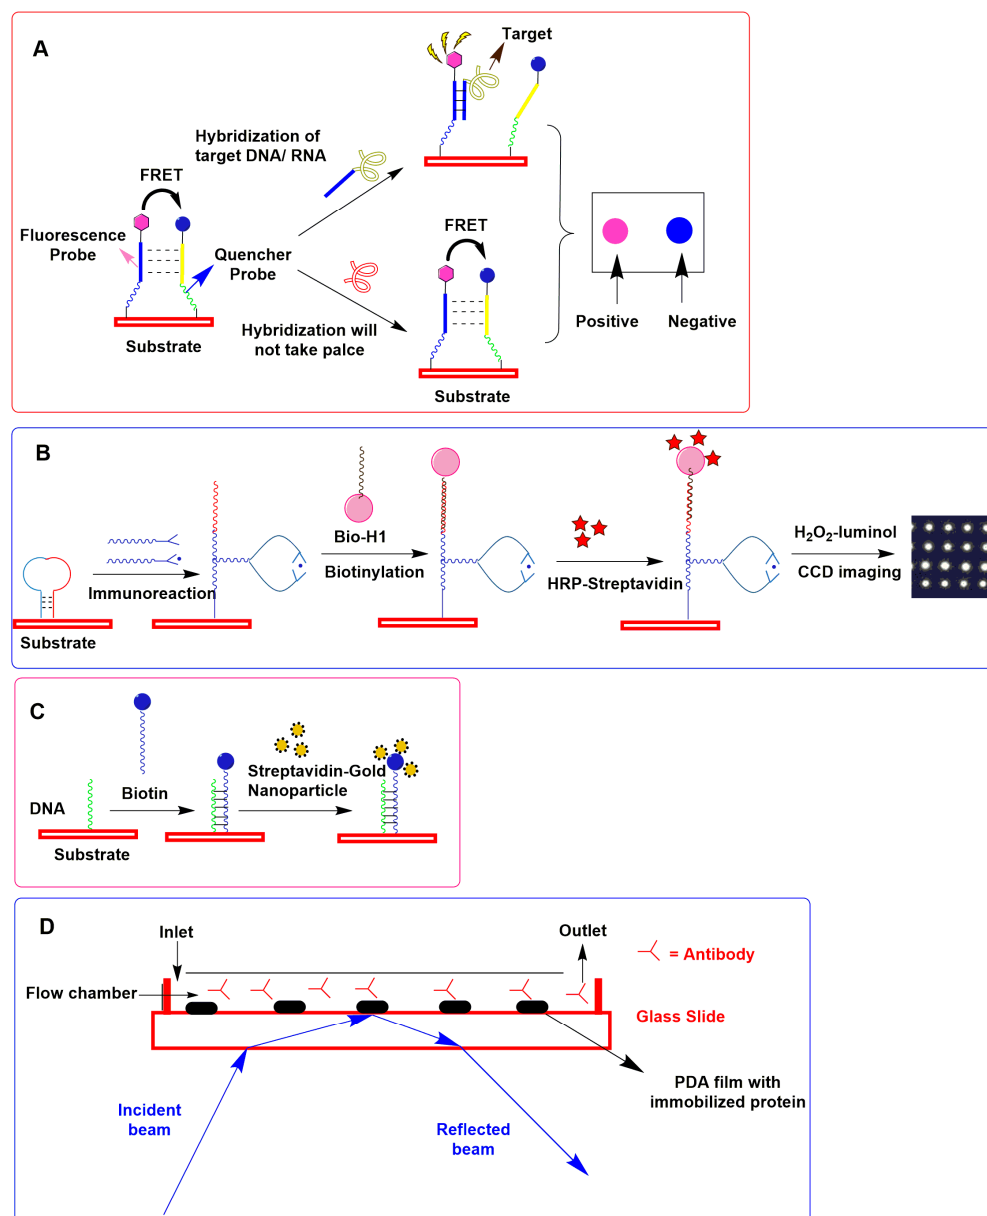 A
Target
Hybridization of
target DNA/ RNA
FRET
Fluorescence
Probe
Quencher
Probe
FRET
Substrate
Hybridization will
not take palce
Substrate
Positive
Negative
B
Bio-H1
Immunoreaction
Biotinylation
HRP-Streptavidin
H₂O₂-luminol
CCD imaging
Substrate
C
DNA
Biotin
Streptavidin-Gold
Nanoparticle
Substrate
D
Inlet
Outlet
= Antibody
Flow chamber
Glass Slide
PDA film with
immobilized protein
Incident
beam
Reflected
beam